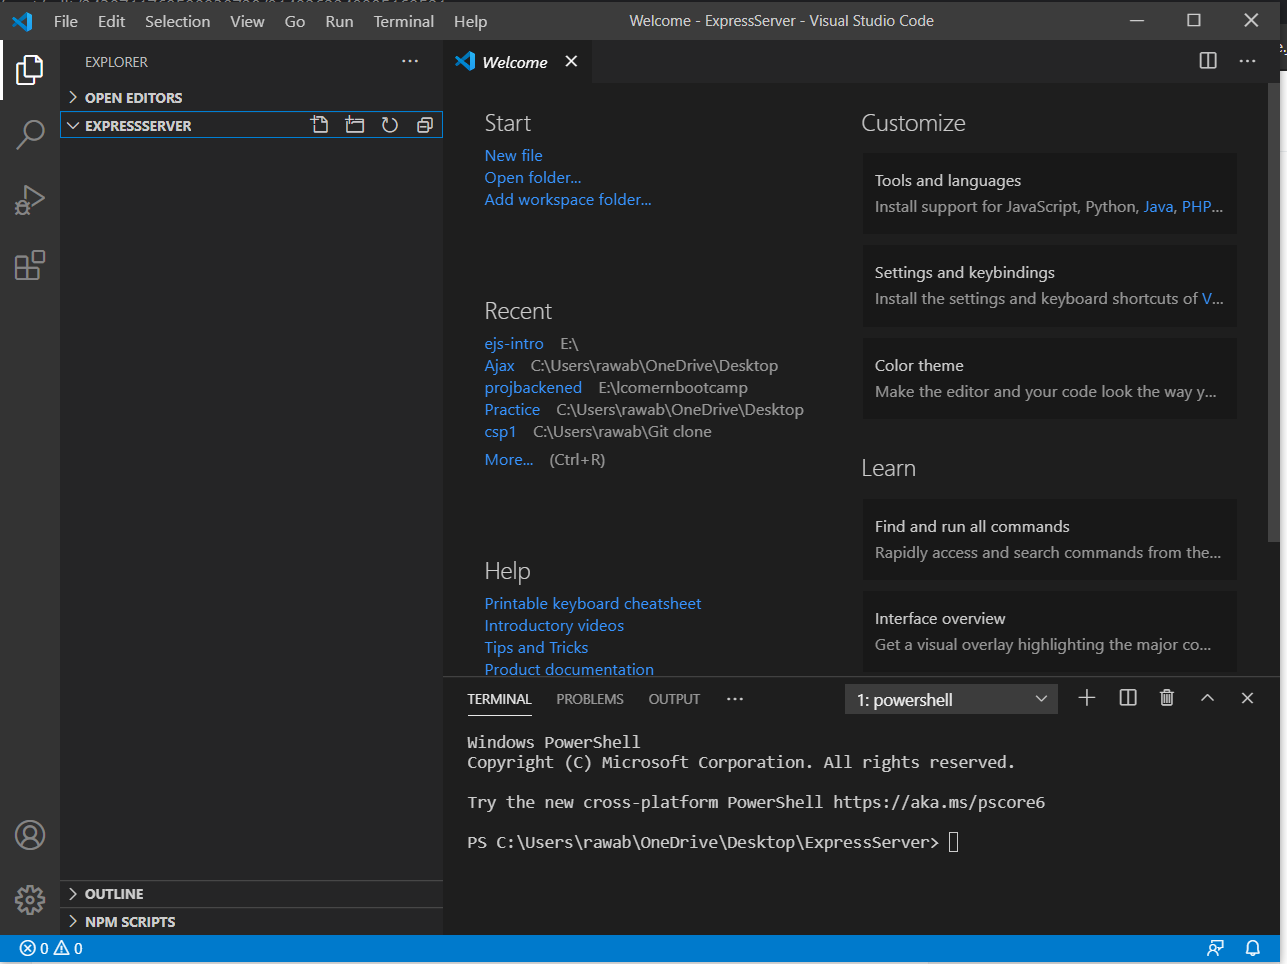 File Edit Selection View Go Run Terminal Help Welcome - ExpressServer - Visual Studio Code
EXPLORER
OPEN EDITORS
EXPRESSSERVER
OUTLINE
NPM SCRIPTS
Welcome
Start
New file
Open folder...
Add workspace folder...
Recent
ejs-intro E:\
Ajax C:\Users\rawab\OneDrive\Desktop
projbackened E:\lcomernbootcamp
Practice C:\Users\rawab\OneDrive\Desktop
csp1 C:\Users\rawab\Git clone
More... (Ctrl+R)
Help
Printable keyboard cheatsheet
Introductory videos
Tips and Tricks
Product documentation
Customize
Tools and languages
Install support for JavaScript, Python, Java, PHP...
Settings and keybindings
Install the settings and keyboard shortcuts of V...
Color theme
Make the editor and your code look the way y...
Learn
Find and run all commands
Rapidly access and search commands from the...
Interface overview
Get a visual overlay highlighting the major co...
TERMINAL PROBLEMS OUTPUT ... 1: powershell
Windows PowerShell
Copyright (C) Microsoft Corporation. All rights reserved.
Try the new cross-platform PowerShell https://aka.ms/pscore6
PS C:\Users\rawab\OneDrive\Desktop\ExpressServer>
0 0